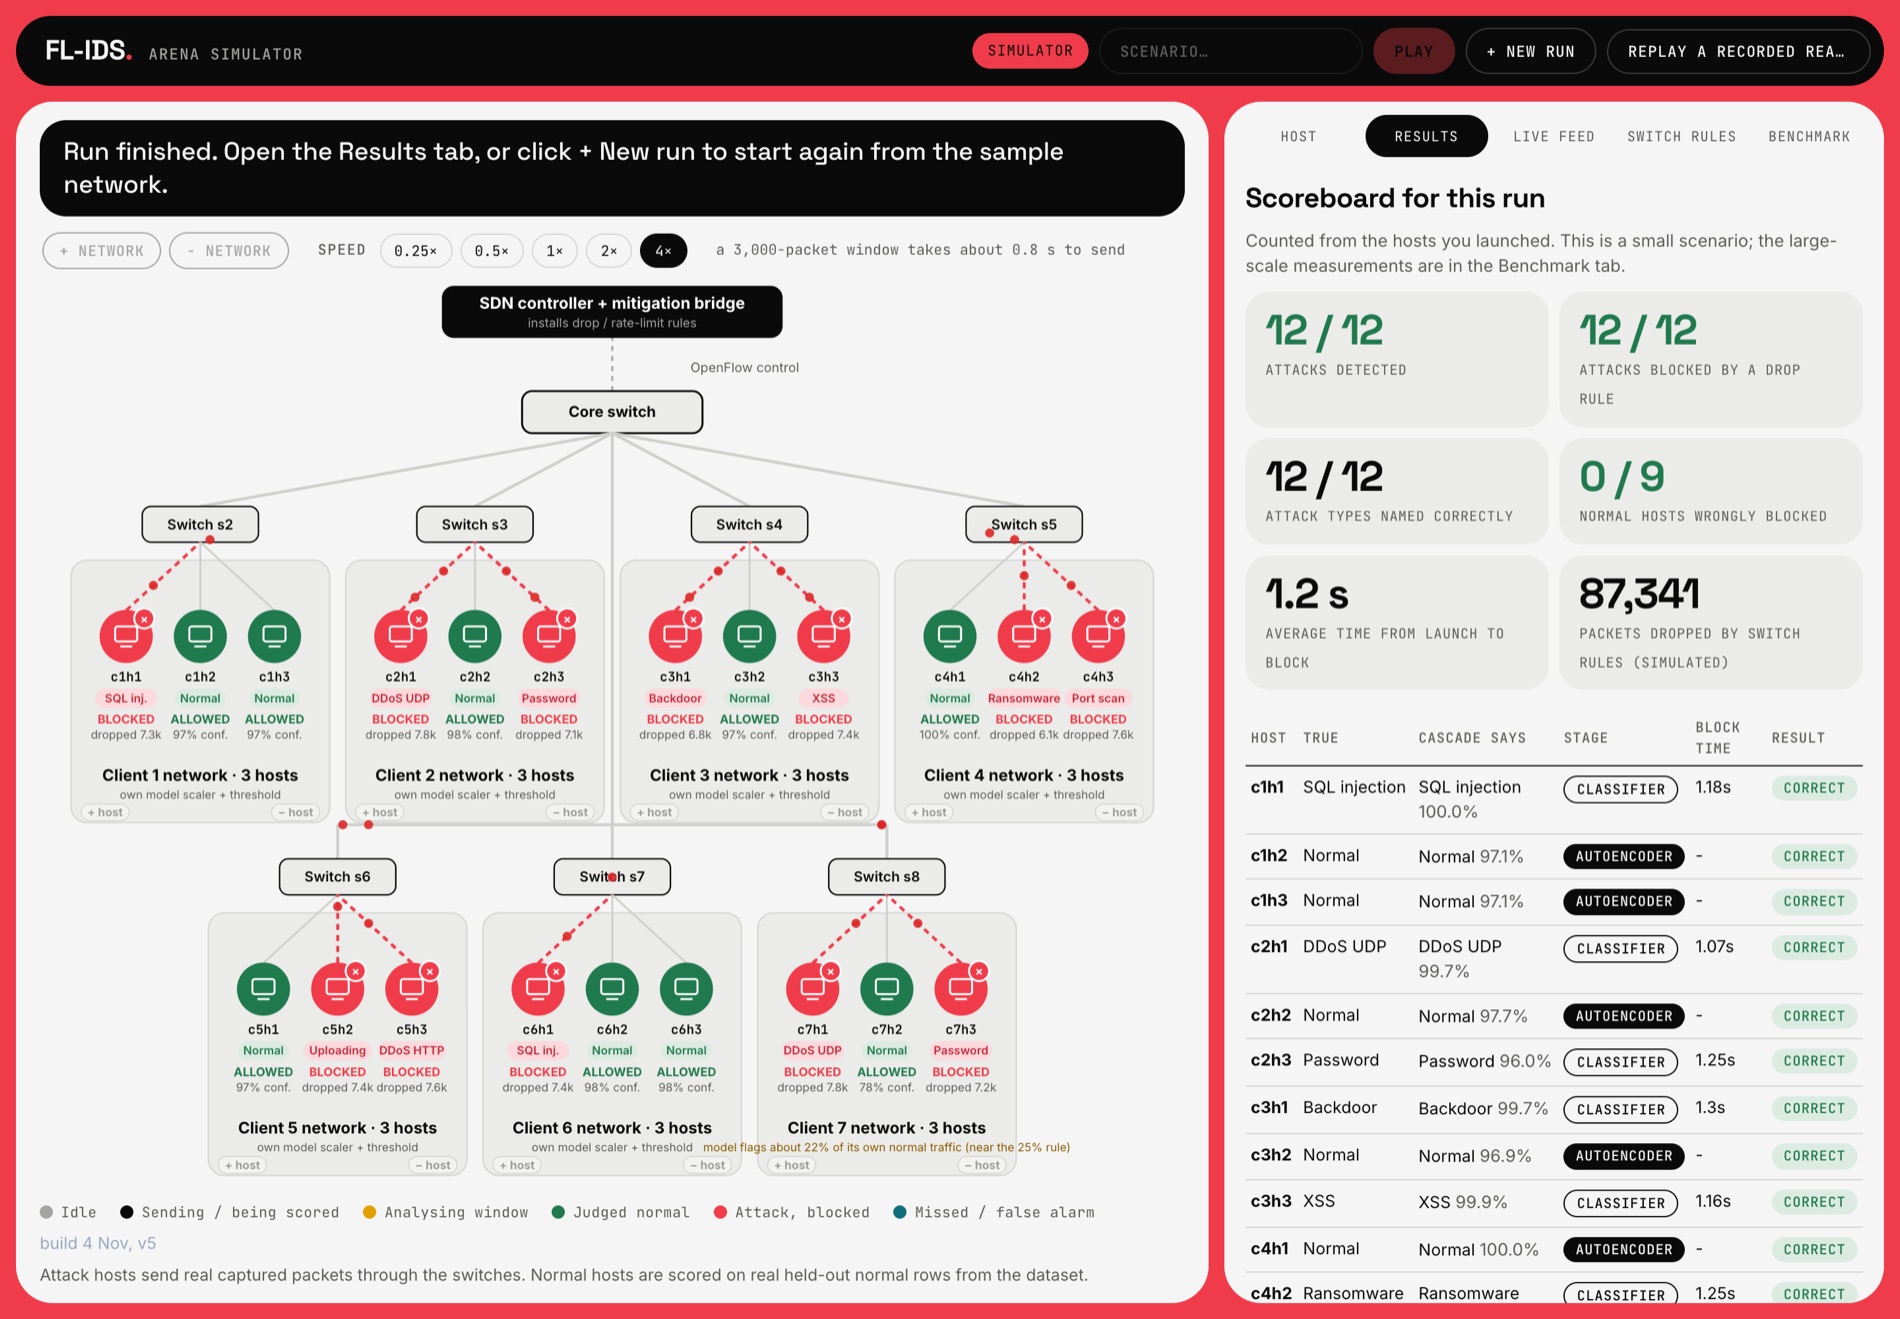 FL-IDS. ARENA SIMULATOR
SIMULATOR
SCENARIO…
PLAY
+ NEW RUN
REPLAY A RECORDED REA…
Run finished. Open the Results tab, or click + New run to start again from the sample
network.
+ NETWORK
- NETWORK
SPEED
0.25×
0.5×
1×
2×
4×
a 3,000-packet window takes about 0.8 s to send
SDN controller + mitigation bridge
installs drop / rate-limit rules
OpenFlow control
Core switch
Switch s2
Switch s3
Switch s4
Switch s5
c1h1 c1h2 c1h3
SQL inj. Normal Normal
BLOCKED ALLOWED ALLOWED
dropped 7.3k 97% conf. 97% conf.
Client 1 network · 3 hosts
own model scaler + threshold
+ host − host
c2h1 c2h2 c2h3
DDoS UDP Normal Password
BLOCKED ALLOWED BLOCKED
dropped 7.8k 98% conf. dropped 7.1k
Client 2 network · 3 hosts
own model scaler + threshold
+ host − host
c3h1 c3h2 c3h3
Backdoor Normal XSS
BLOCKED ALLOWED BLOCKED
dropped 6.8k 97% conf. dropped 7.4k
Client 3 network · 3 hosts
own model scaler + threshold
+ host − host
c4h1 c4h2 c4h3
Normal Ransomware Port scan
ALLOWED BLOCKED BLOCKED
100% conf. dropped 6.1k dropped 7.6k
Client 4 network · 3 hosts
own model scaler + threshold
+ host − host
Switch s6
Switch s7
Switch s8
c5h1 c5h2 c5h3
Normal Uploading DDoS HTTP
ALLOWED BLOCKED BLOCKED
97% conf. dropped 7.4k dropped 7.6k
Client 5 network · 3 hosts
own model scaler + threshold
+ host − host
c6h1 c6h2 c6h3
SQL inj. Normal Normal
BLOCKED ALLOWED ALLOWED
dropped 7.4k 98% conf. 98% conf.
Client 6 network · 3 hosts
own model scaler + threshold
+ host − host
c7h1 c7h2 c7h3
DDoS UDP Normal Password
BLOCKED ALLOWED BLOCKED
dropped 7.8k 78% conf. dropped 7.2k
Client 7 network · 3 hosts
model flags about 22% of its own normal traffic (near the 25% rule)
+ host − host
Idle
Sending / being scored
Analysing window
Judged normal
Attack, blocked
Missed / false alarm
build 4 Nov, v5
Attack hosts send real captured packets through the switches. Normal hosts are scored on real held-out normal rows from the dataset.
HOST
RESULTS
LIVE FEED
SWITCH RULES
BENCHMARK
Scoreboard for this run
Counted from the hosts you launched. This is a small scenario; the large-
scale measurements are in the Benchmark tab.
12 / 12
ATTACKS DETECTED
12 / 12
ATTACKS BLOCKED BY A DROP
RULE
12 / 12
ATTACK TYPES NAMED CORRECTLY
0 / 9
NORMAL HOSTS WRONGLY BLOCKED
1.2 s
AVERAGE TIME FROM LAUNCH TO
BLOCK
87,341
PACKETS DROPPED BY SWITCH
RULES (SIMULATED)
HOST TRUE CASCADE SAYS STAGE BLOCK TIME RESULT
c1h1 SQL injection SQL injection 100.0% CLASSIFIER 1.18s CORRECT
c1h2 Normal Normal 97.1% AUTOENCODER - CORRECT
c1h3 Normal Normal 97.1% AUTOENCODER - CORRECT
c2h1 DDoS UDP DDoS UDP 99.7% CLASSIFIER 1.07s CORRECT
c2h2 Normal Normal 97.7% AUTOENCODER - CORRECT
c2h3 Password Password 96.0% CLASSIFIER 1.25s CORRECT
c3h1 Backdoor Backdoor 99.7% CLASSIFIER 1.3s CORRECT
c3h2 Normal Normal 96.9% AUTOENCODER - CORRECT
c3h3 XSS XSS 99.9% CLASSIFIER 1.16s CORRECT
c4h1 Normal Normal 100.0% AUTOENCODER - CORRECT
c4h2 Ransomware Ransomware CLASSIFIER 1.25s CORRECT